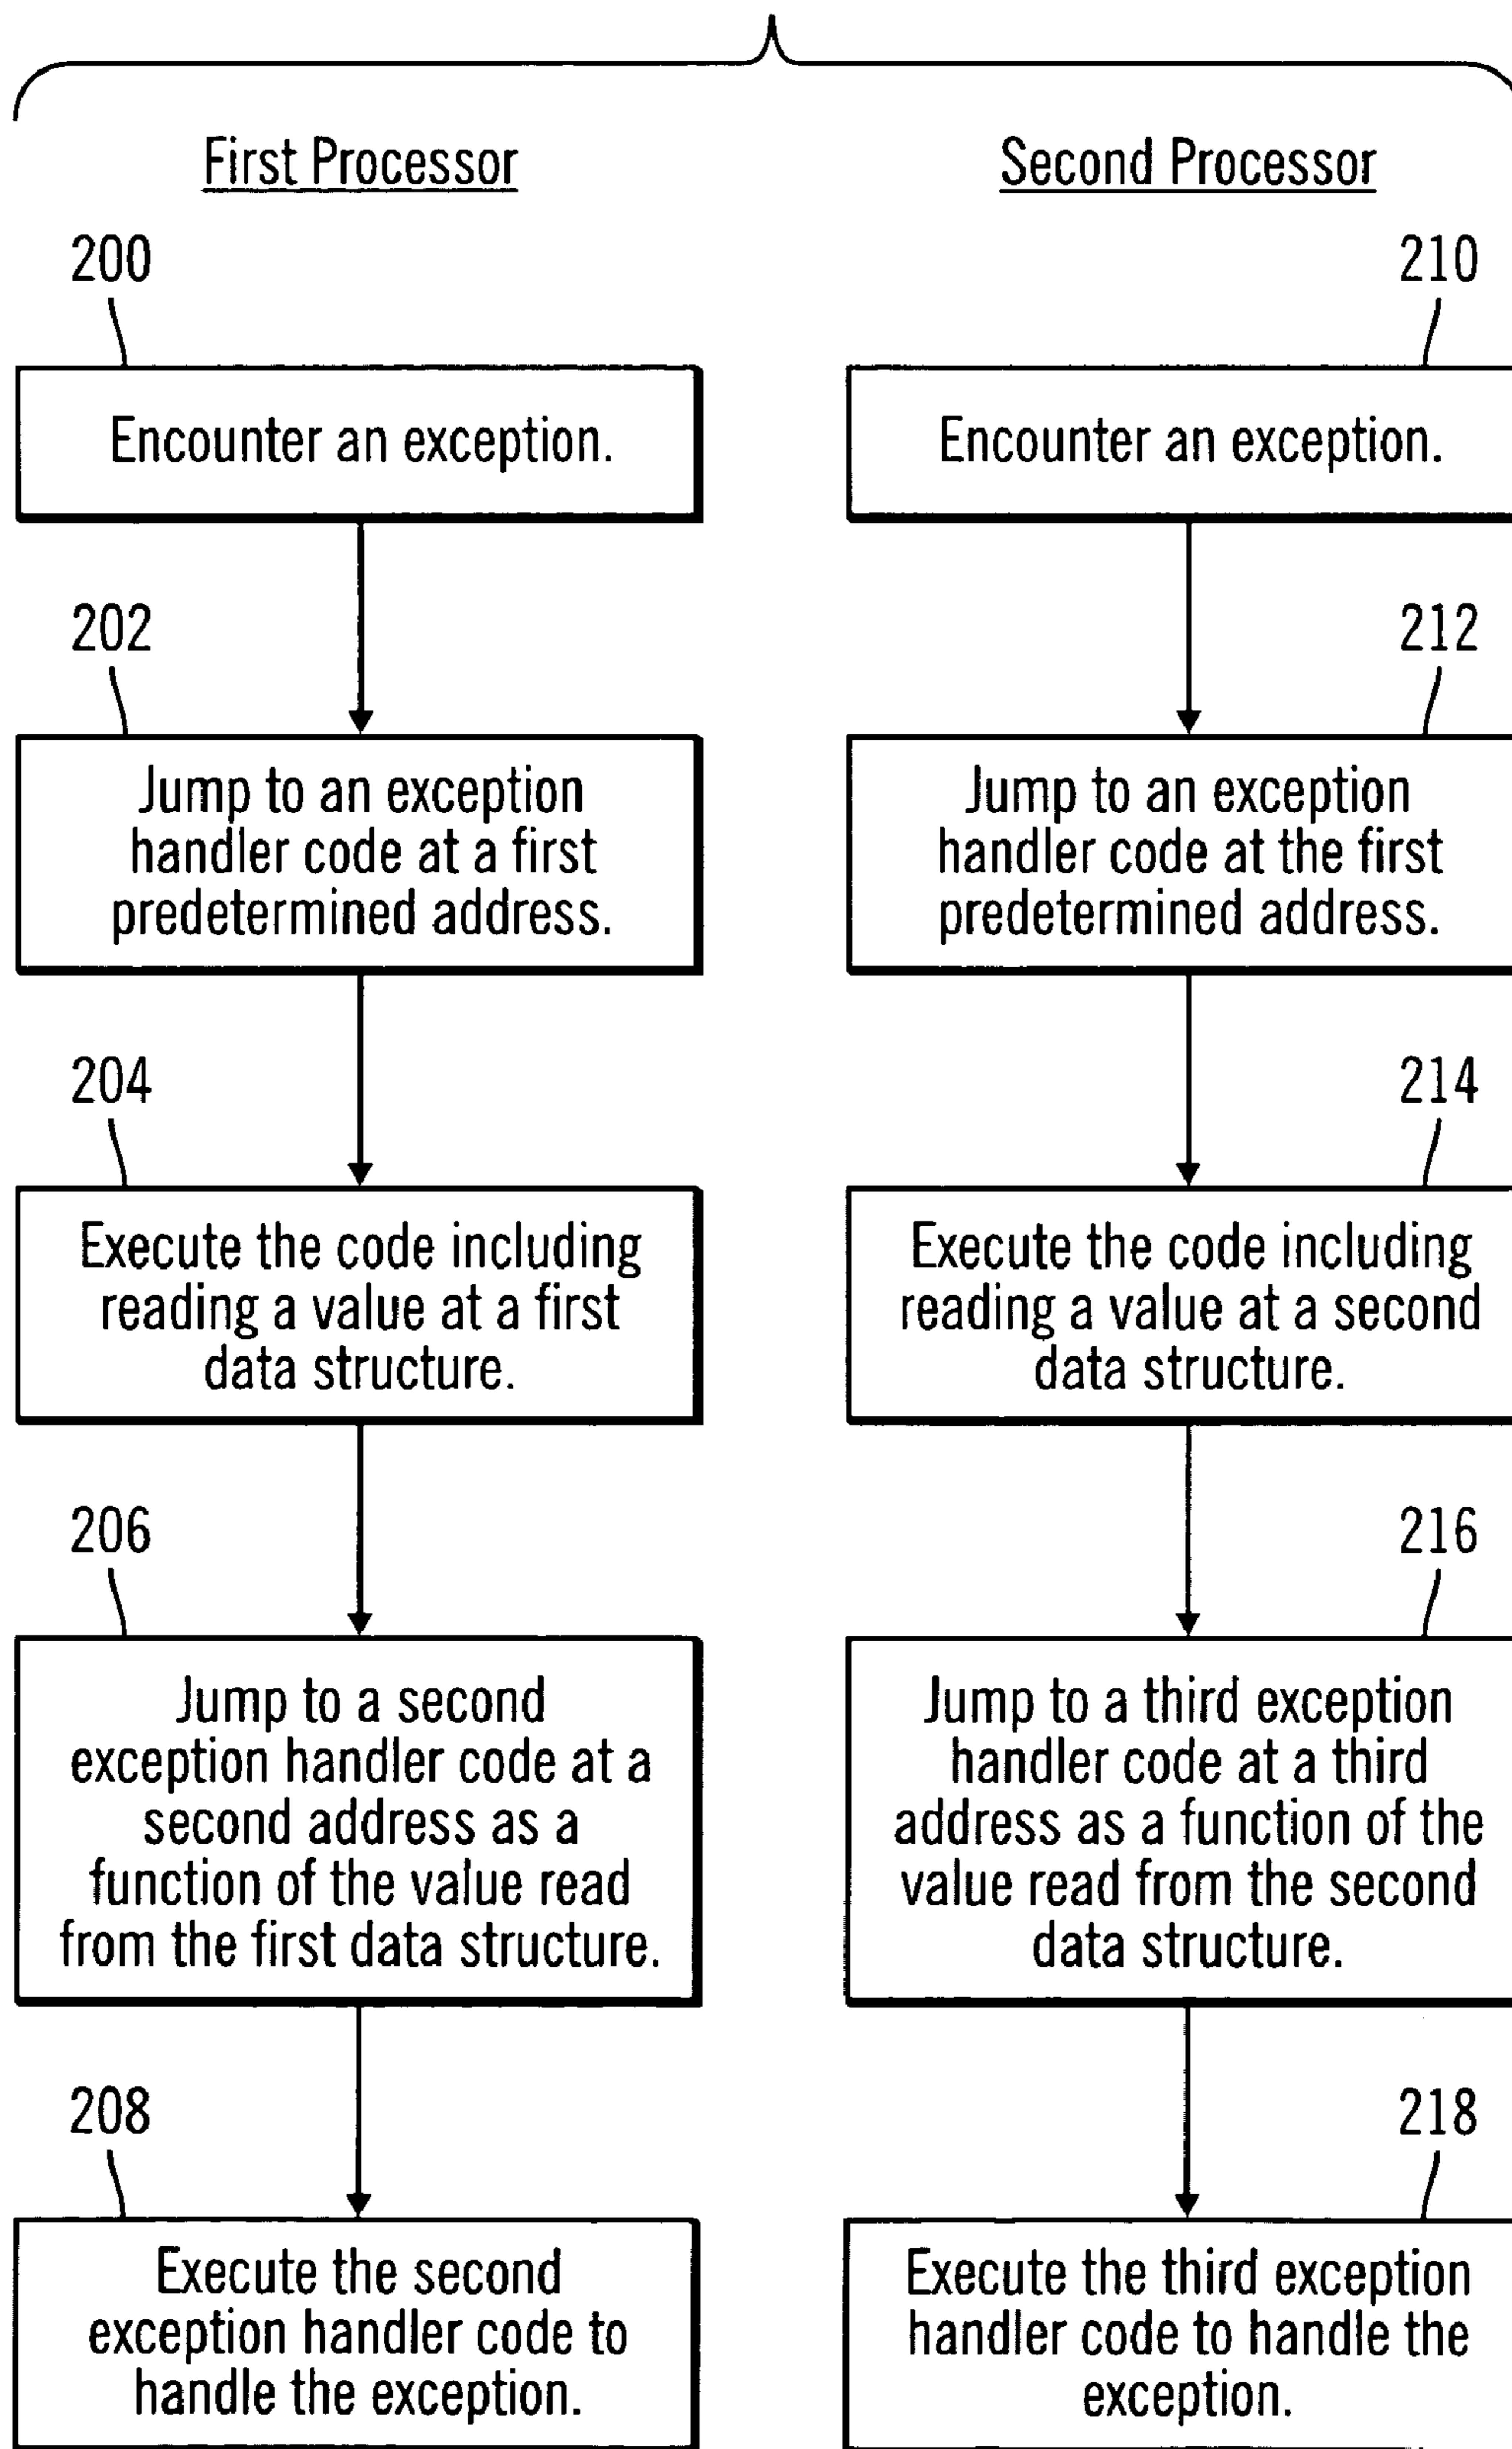 First Processor
200
Encounter an exception.
202
Jump to an exception
handler code at a first
predetermined address.
204
Execute the code including
reading a value at a first
data structure.
206
Jump to a second
exception handler code at a
second address as a
function of the value read
from the first data structure.
208
Execute the second
exception handler code to
handle the exception.
Second Processor
210
Encounter an exception.
212
Jump to an exception
handler code at the first
predetermined address.
214
Execute the code including
reading a value at a second
data structure.
216
Jump to a third exception
handler code at a third
address as a function of the
value read from the second
data structure.
218
Execute the third exception
handler code to handle the
exception.